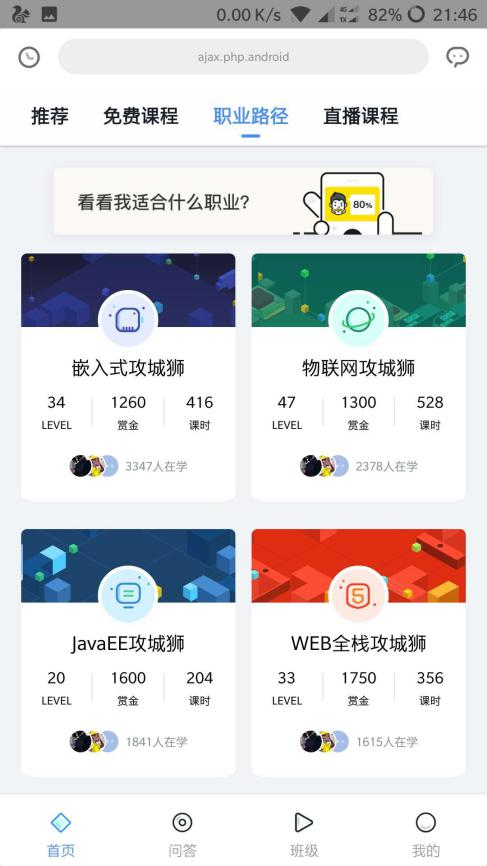 0.00 K/s 4G 1X 82% 21:46
ajax.php.android
推荐 免费课程 职业路径 直播课程
看看我适合什么职业?
80%
嵌入式攻城狮
34 1260 416
LEVEL 赏金 课时
3347人在学
物联网攻城狮
47 1300 528
LEVEL 赏金 课时
2378人在学
JavaEE攻城狮
20 1600 204
LEVEL 赏金 课时
1841人在学
5
WEB全栈攻城狮
33 1750 356
LEVEL 赏金 课时
1615人在学
首页 问答 班级 我的